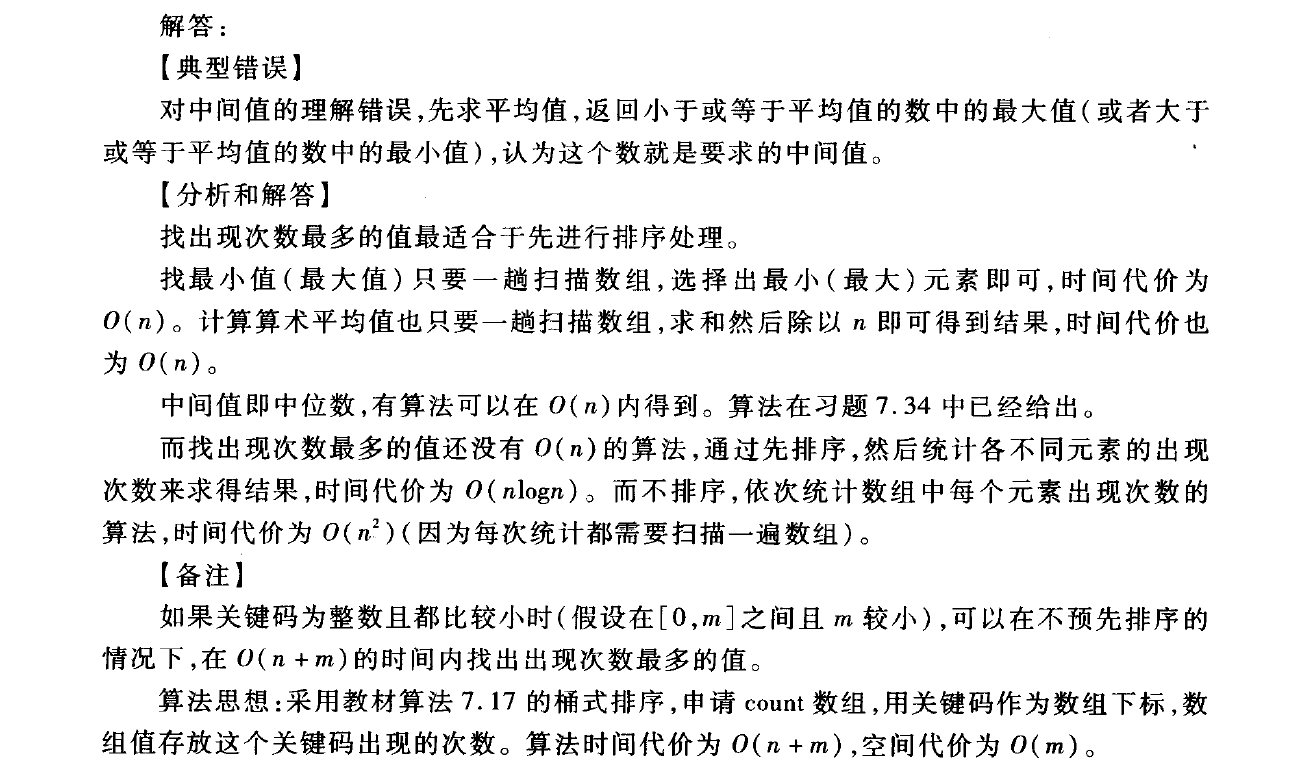 解答：
【典型错误】
对中间值的理解错误,先求平均值,返回小于或等于平均值的数中的最大值(或者大于
或等于平均值的数中的最小值),认为这个数就是要求的中间值。
【分析和解答】
找出现次数最多的值最适合于先进行排序处理。
找最小值(最大值)只要一趟扫描数组,选择出最小(最大)元素即可,时间代价为
O(n)。计算算术平均值也只要一趟扫描数组,求和然后除以 n 即可得到结果,时间代价也
为 O(n)。
中间值即中位数,有算法可以在 O(n)内得到。算法在习题 7.34 中已经给出。
而找出现次数最多的值还没有 O(n)的算法,通过先排序,然后统计各不同元素的出现
次数来求得结果,时间代价为 O(nlogn)。而不排序,依次统计数组中每个元素出现次数的
算法,时间代价为 O(n²)(因为每次统计都需要扫描一遍数组)。
【备注】
如果关键码为整数且都比较小时(假设在[0,m]之间且 m 较小),可以在不预先排序的
情况下,在 O(n+m)的时间内找出出现次数最多的值。
算法思想:采用教材算法 7.17 的桶式排序,申请 count 数组,用关键码作为数组下标,数
组值存放这个关键码出现的次数。算法时间代价为 O(n+m),空间代价为 O(m)。